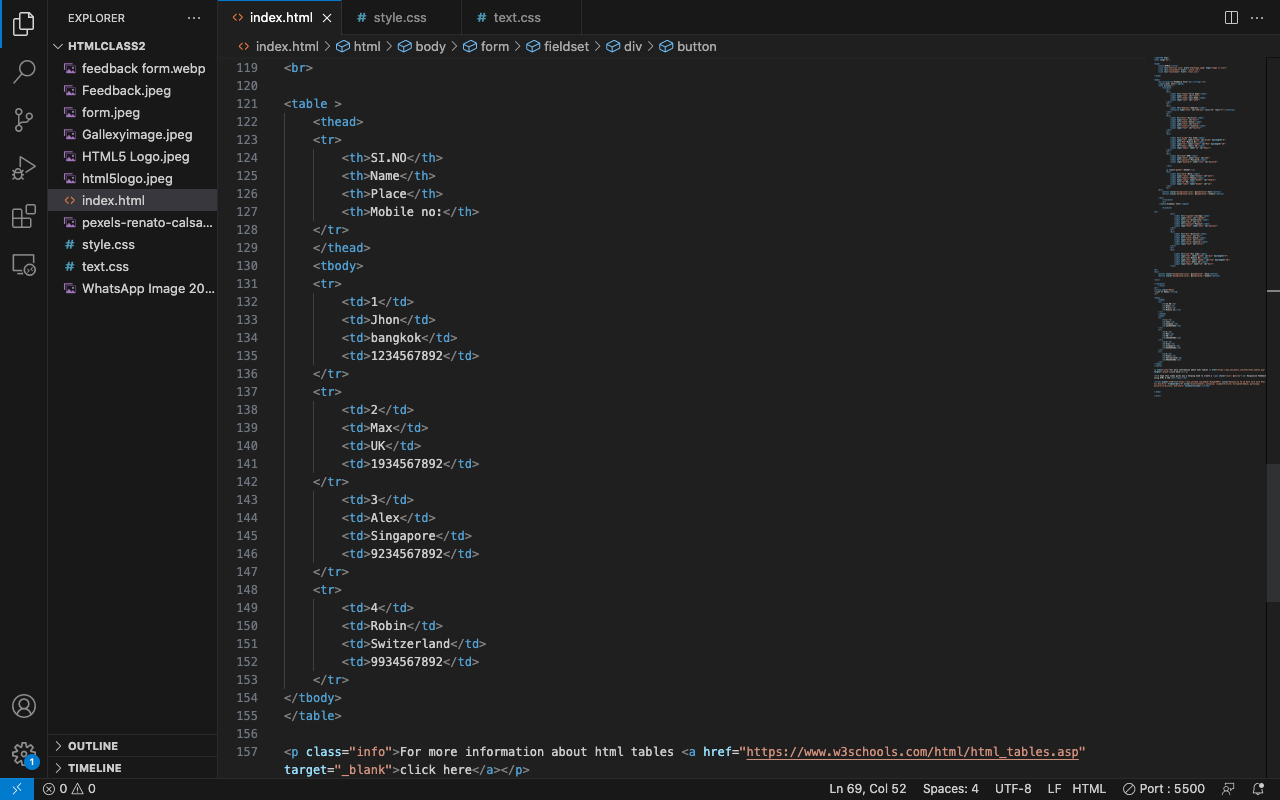 EXPLORER
index.html
# style.css
# text.css
HTMLCLASS2
index.html > html > body > form > fieldset > div > button
feedback form.webp
Feedback.jpeg
form.jpeg
Gallexyimage.jpeg
HTML5 Logo.jpeg
html5logo.jpeg
index.html
pexels-renato-calsa...
# style.css
# text.css
WhatsApp Image 20...
OUTLINE
TIMELINE
1
119 <br>
120
121 <table >
122 <thead>
123 <tr>
124 <th>SI.NO</th>
125 <th>Name</th>
126 <th>Place</th>
127 <th>Mobile no:</th>
128 </tr>
129 </thead>
130 <tbody>
131 <tr>
132 <td>1</td>
133 <td>Jhon</td>
134 <td>bangkok</td>
135 <td>1234567892</td>
136 </tr>
137 <tr>
138 <td>2</td>
139 <td>Max</td>
140 <td>UK</td>
141 <td>1934567892</td>
142 </tr>
143 <td>3</td>
144 <td>Alex</td>
145 <td>Singapore</td>
146 <td>9234567892</td>
147 </tr>
148 <tr>
149 <td>4</td>
150 <td>Robin</td>
151 <td>Switzerland</td>
152 <td>9934567892</td>
153 </tr>
154 </tbody>
155 </table>
156
157 <p class="info">For more information about html tables <a href="https://www.w3schools.com/html/html_tables.asp"
target="_blank">click here</a></p>
0 0 Ln 69, Col 52 Spaces: 4 UTF-8 LF HTML Port : 5500